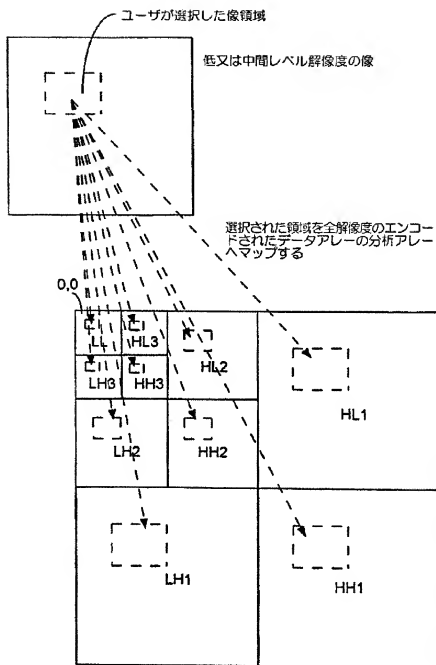 ユーザが選択した像領域
低又は中間レベル解像度の像
選択された領域を全解像度のエンコー
ドされたデータアレーの分析アレー
へマップする
0,0
LL
HL3
HL2
LH3
HH3
HL1
LH2
HH2
LH1
HH1